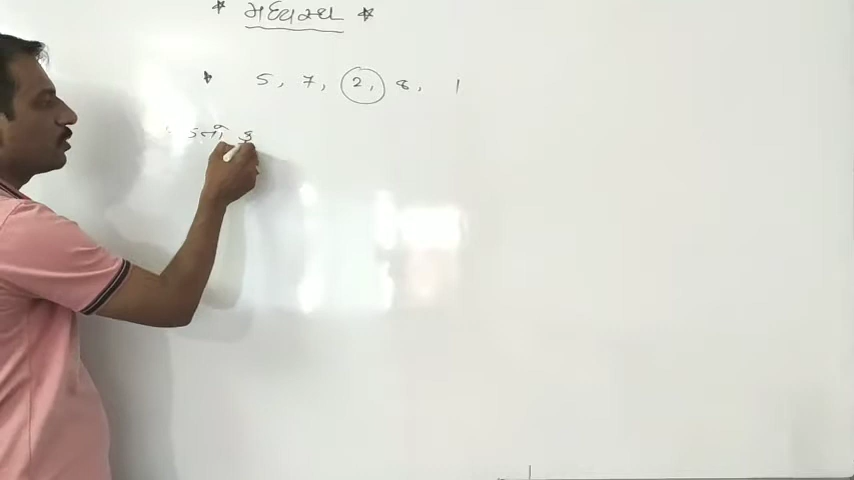 * મધ્યસ્થ *
* 5, 7, 2, 8, 1